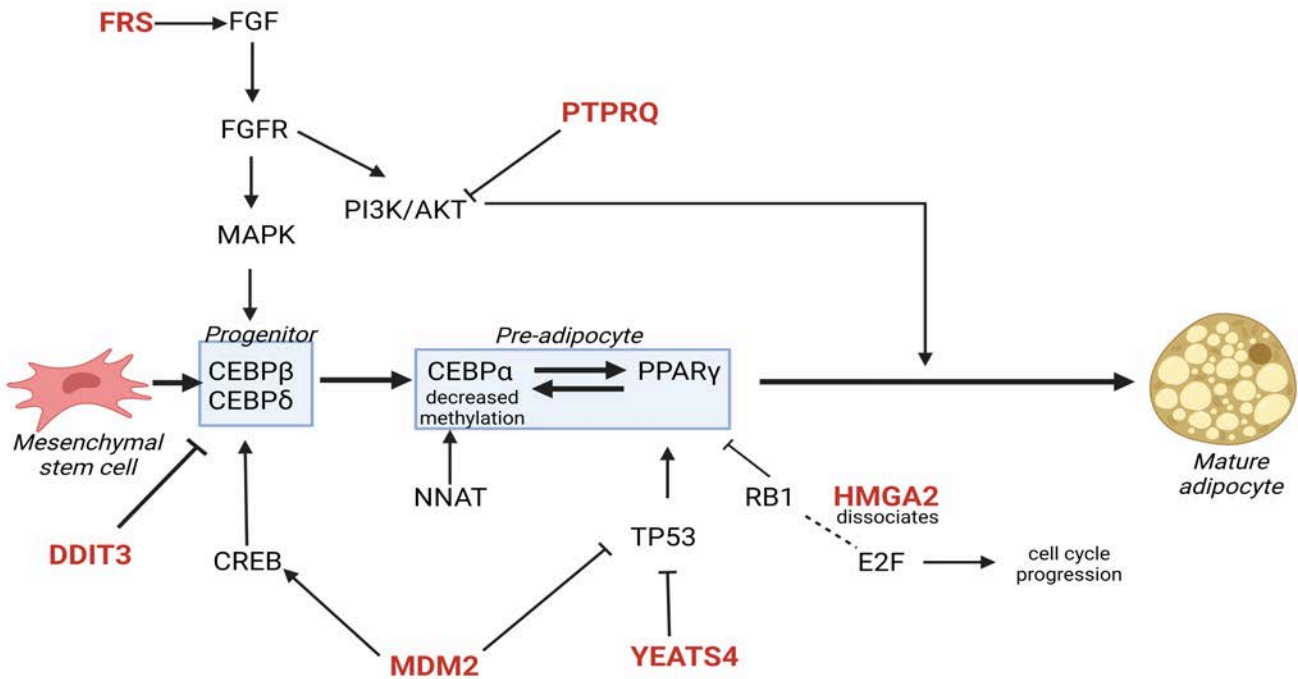 FRS
FGF
FGFR
PTPRQ
PI3K/AKT
MAPK
Progenitor
CEBPβ
CEBPδ
Pre-adipocyte
CEBPα
decreased
methylation
PPARγ
Mesenchymal
stem cell
Mature
adipocyte
NNAT
RB1
HMGA2
dissociates
DDIT3
CREB
TP53
E2F
cell cycle
progression
MDM2
YEATS4